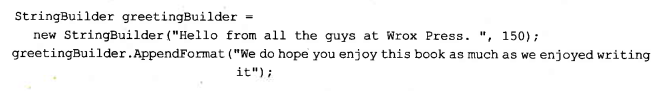 StringBuilder greetingBuilder =
new StringBuilder("Hello from all the guys at Wrox Press. ", 150);
greetingBuilder.AppendFormat("We do hope you enjoy this book as much as we enjoyed writing
it");